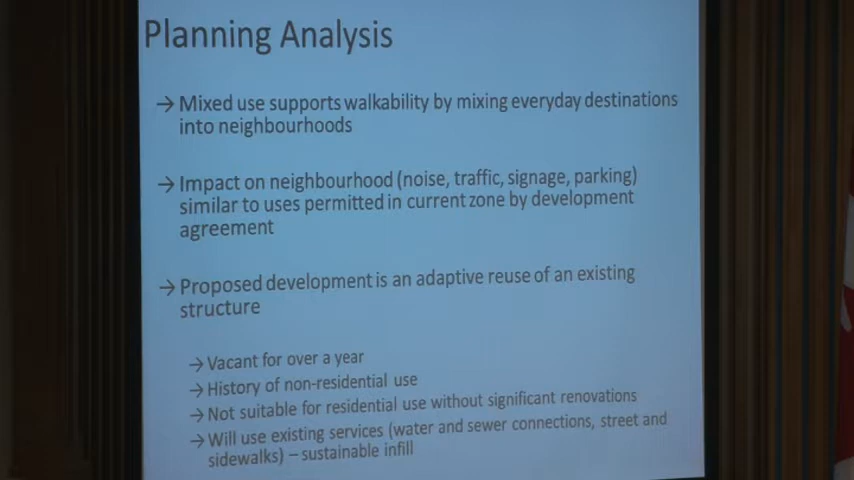 Planning Analysis
→ Mixed use supports walkability by mixing everyday destinations
into neighbourhoods
→ Impact on neighbourhood (noise, traffic, signage, parking)
similar to uses permitted in current zone by development
agreement
→ Proposed development is an adaptive reuse of an existing
structure
→ Vacant for over a year
→ History of non-residential use
→ Not suitable for residential use without significant renovations
→ Will use existing services (water and sewer connections, street and
sidewalks) – sustainable infill